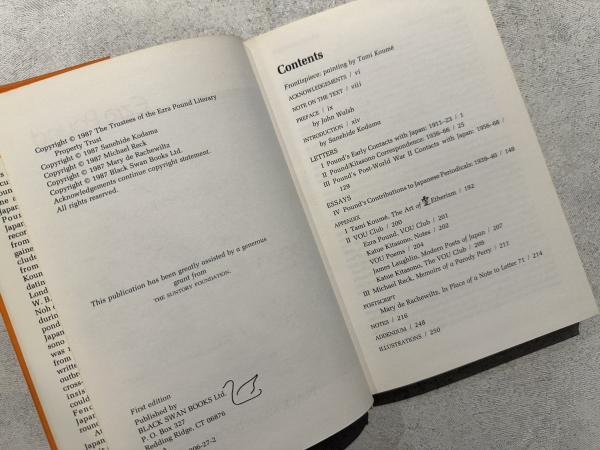 Copyright © 1987 The Trustees of the Ezra Pound Literary
Property Trust
Copyright © 1987 Sanehide Kodama
Copyright © 1987 Michael Reck
Copyright © 1987 Mary de Rachewiltz
Copyright © 1987 Black Swan Books Ltd.
Acknowledgements continue copyright statement.
All rights reserved.
This publication has been greatly assisted by a generous
grant from
THE SUNTORY FOUNDATION.
First edition
Published by
BLACK SWAN BOOKS Ltd.
P. O. Box 327
Redding Ridge, CT 06876
206-27-2
Contents
Frontispiece: painting by Tami Koumé
ACKNOWLEDGEMENTS / vi
NOTE ON THE TEXT / viii
PREFACE / ix
by John Walsh
INTRODUCTION / xiv
by Sanehide Kodama
LETTERS
I Pound's Early Contacts with Japan: 1911–23 / 1
II Pound/Kitasono Correspondence: 1936–66 / 25
III Pound's Post-World War II Contacts with Japan: 1956–68 /
129
ESSAYS
IV Pound's Contributions to Japanese Periodicals: 1939–40 / 148
APPENDIX
I Tami Koumé, The Art of Etherism / 192
II VOU Club / 200
Ezra Pound, VOU Club / 201
Katue Kitasono, Notes / 202
VOU Poems / 204
James Laughlin, Modern Poets of Japan / 207
Katue Kitasono, The VOU Club / 209
III Michael Reck, Memoirs of a Parody Perry / 211
POSTSCRIPT
Mary de Rachewiltz, In Place of a Note to Letter 71 / 214
NOTES / 216
ADDENDUM / 248
ILLUSTRATIONS / 250